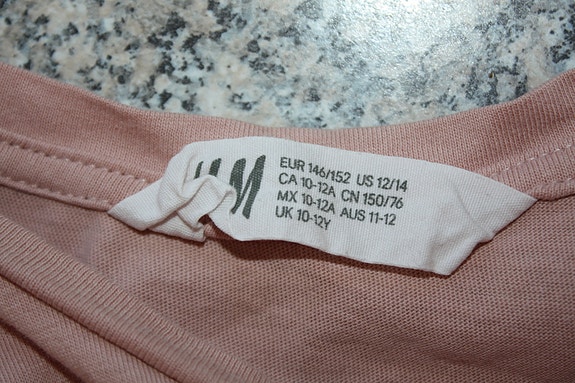 H&M
EUR 146/152 US 12/14
CA 10-12A CN 150/76
MX 10-12A AUS 11-12
UK 10-12Y